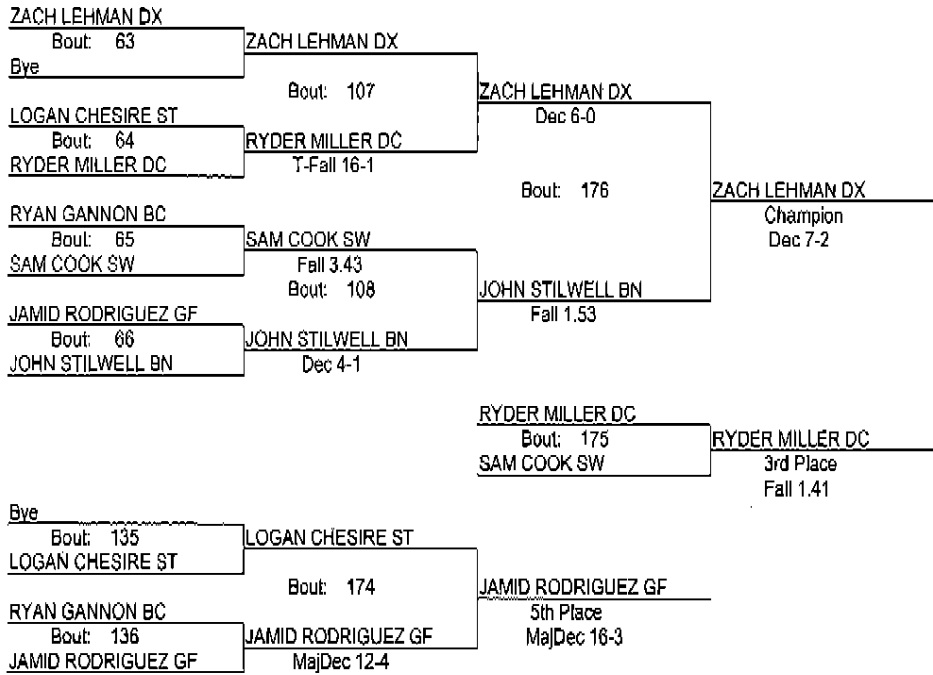 ZACH LEHMAN DX
Bout: 63
Bye
ZACH LEHMAN DX
Bout: 107
LOGAN CHESIRE ST
Bout: 64
RYDER MILLER DC
RYDER MILLER DC
T-Fall 16-1
ZACH LEHMAN DX
Dec 6-0
Bout: 176
RYAN GANNON BC
Bout: 65
SAM COOK SW
SAM COOK SW
Fall 3.43
Bout: 108
JAMID RODRIGUEZ GF
Bout: 66
JOHN STILWELL BN
JOHN STILWELL BN
Dec 4-1
JOHN STILWELL BN
Fall 1.53
ZACH LEHMAN DX
Champion
Dec 7-2
RYDER MILLER DC
Bout: 175
SAM COOK SW
RYDER MILLER DC
3rd Place
Fall 1.41
Bye
Bout: 135
LOGAN CHESIRE ST
LOGAN CHESIRE ST
Bout: 174
RYAN GANNON BC
Bout: 136
JAMID RODRIGUEZ GF
JAMID RODRIGUEZ GF
MajDec 12-4
JAMID RODRIGUEZ GF
5th Place
MajDec 16-3